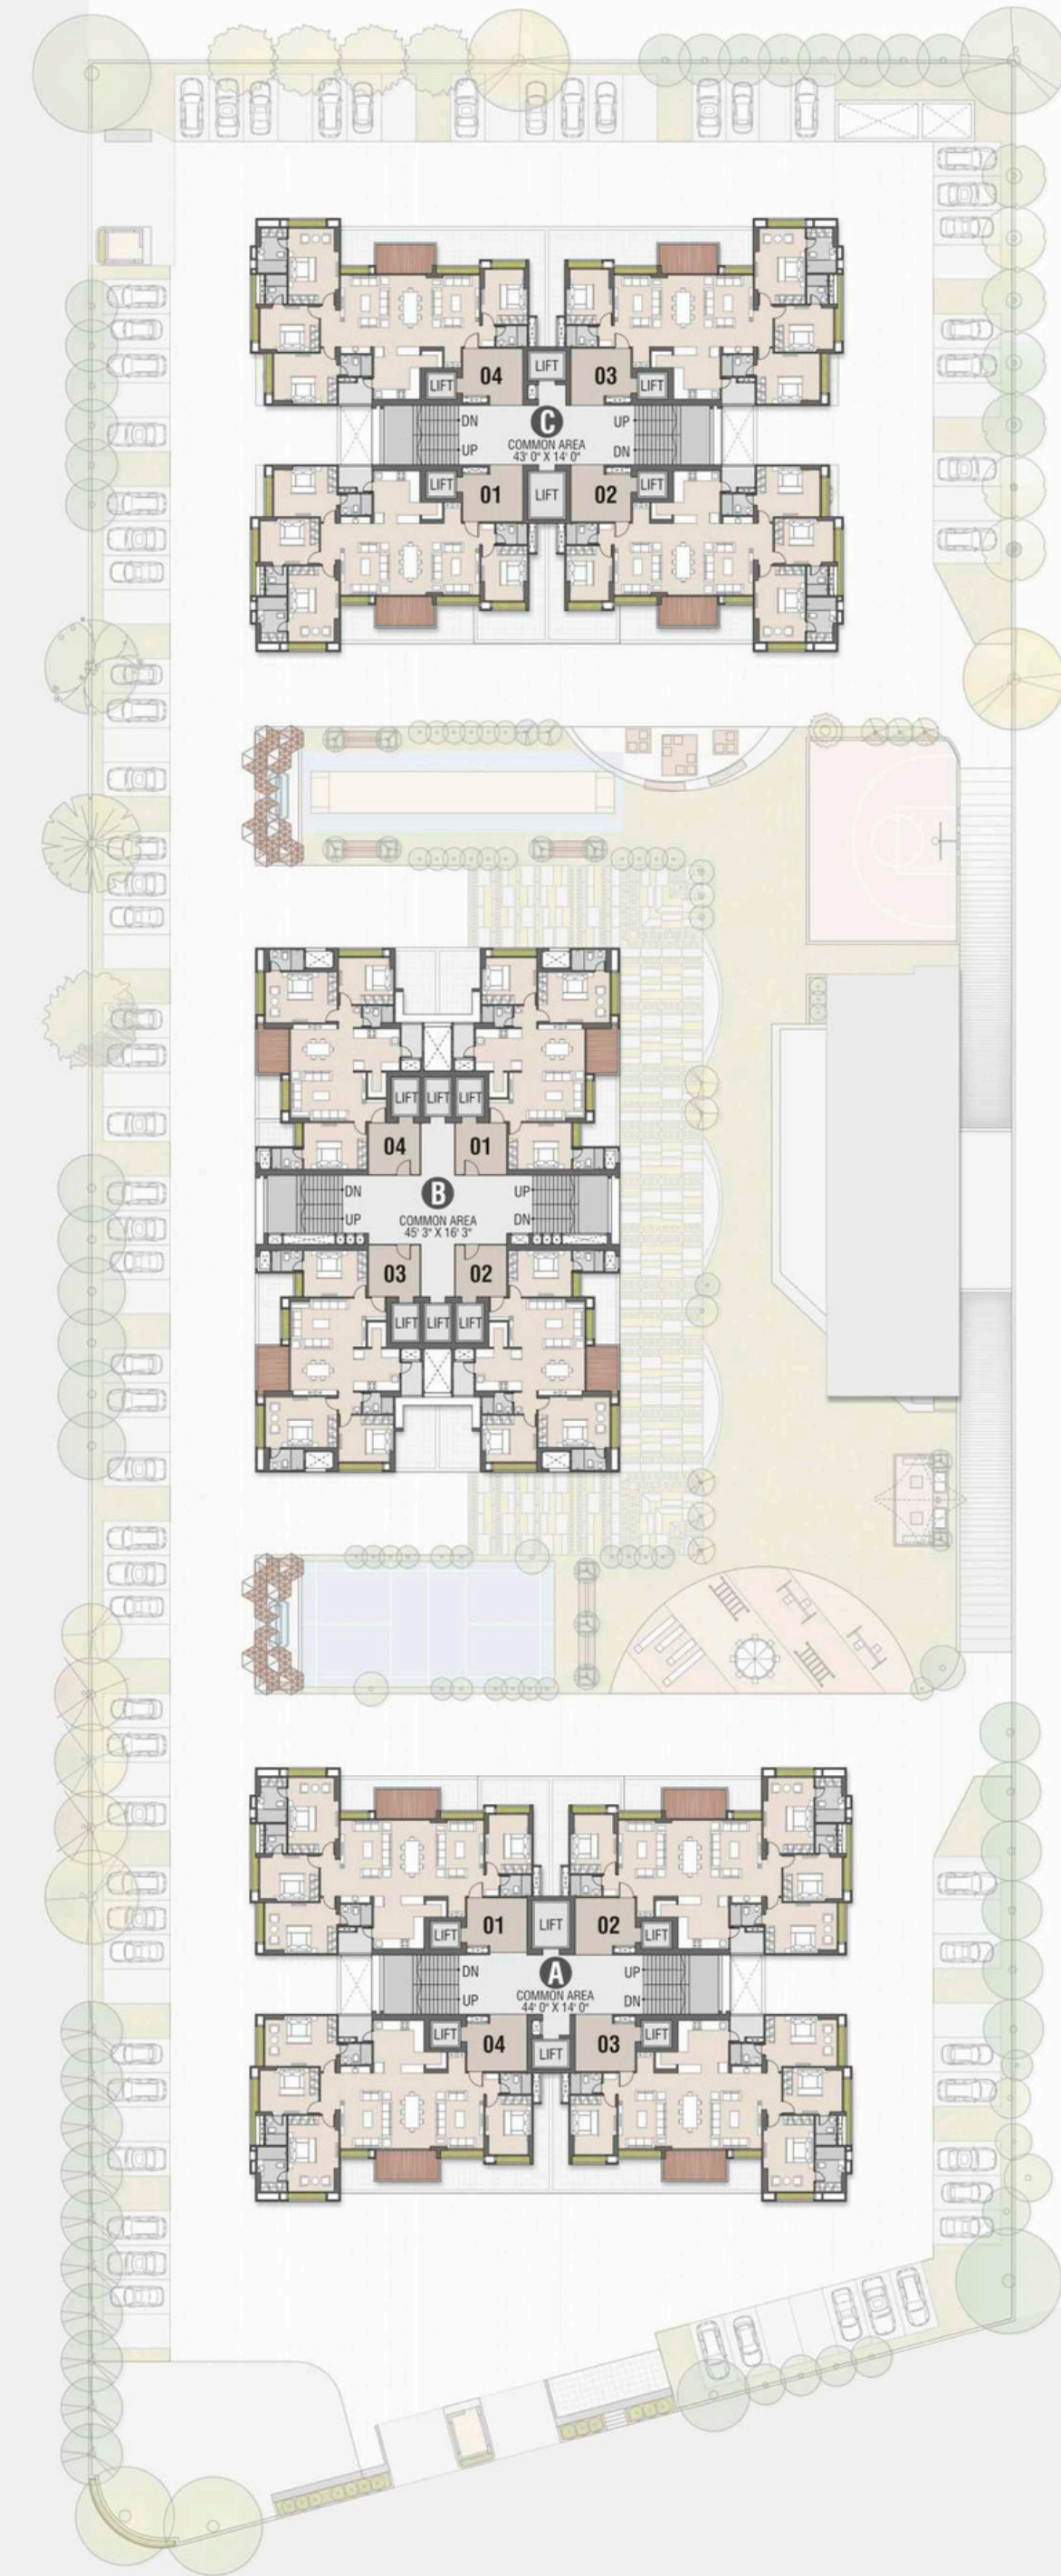 LIFT
04
03
LIFT
LIFT
DN
C
UP
UP
COMMON AREA
DN
43' 0" X 14' 0"
LIFT
LIFT
01
LIFT
02
LIFT
LIFT
LIFT
04
01
DN
B
UP
UP
COMMON AREA
DN
45' 3" X 16' 3"
03
02
LIFT
LIFT
LIFT
01
LIFT
02
LIFT
LIFT
DN
A
UP
UP
COMMON AREA
DN
44' 0" X 14' 0"
LIFT
LIFT
04
LIFT
03